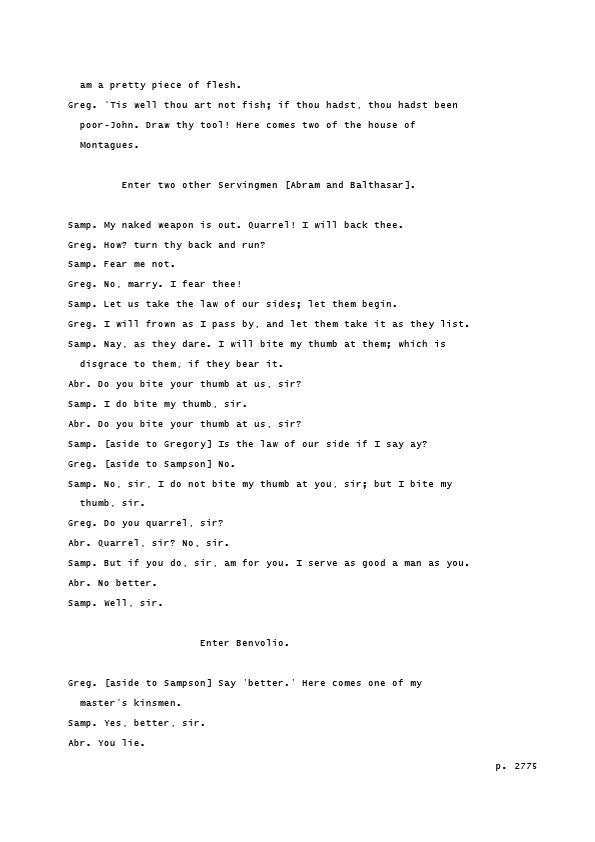 am a pretty piece of flesh.
Greg. 'Tis well thou art not fish; if thou hadst, thou hadst been
poor-John. Draw thy tool! Here comes two of the house of
Montagues.
Enter two other Servingmen [Abram and Balthasar].
Samp. My naked weapon is out. Quarrel! I will back thee.
Greg. How? turn thy back and run?
Samp. Fear me not.
Greg. No, marry. I fear thee!
Samp. Let us take the law of our sides; let them begin.
Greg. I will frown as I pass by, and let them take it as they list.
Samp. Nay, as they dare. I will bite my thumb at them; which is
disgrace to them, if they bear it.
Abr. Do you bite your thumb at us, sir?
Samp. I do bite my thumb, sir.
Abr. Do you bite your thumb at us, sir?
Samp. [aside to Gregory] Is the law of our side if I say ay?
Greg. [aside to Sampson] No.
Samp. No, sir, I do not bite my thumb at you, sir; but I bite my
thumb, sir.
Greg. Do you quarrel, sir?
Abr. Quarrel, sir? No, sir.
Samp. But if you do, sir, am for you. I serve as good a man as you.
Abr. No better.
Samp. Well, sir.
Enter Benvolio.
Greg. [aside to Sampson] Say 'better.' Here comes one of my
master's kinsmen.
Samp. Yes, better, sir.
Abr. You lie.
p. 2775